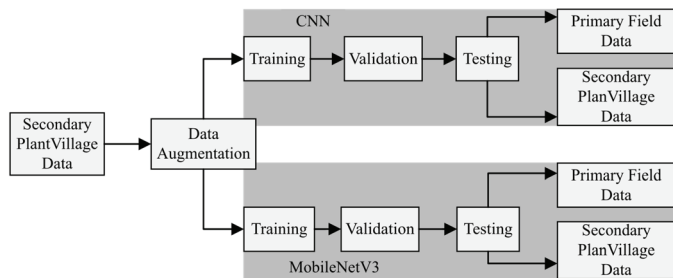 CNN
Primary Field
Data
Training
Validation
Testing
Secondary
PlanVillage
Data
Secondary
PlantVillage
Data
Data
Augmentation
Primary Field
Data
Training
Validation
Testing
Secondary
PlanVillage
Data
MobileNetV3